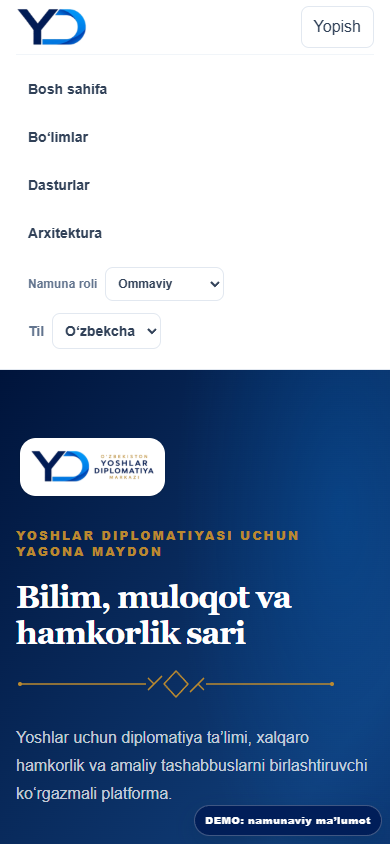 YD
Yopish
Bosh sahifa
Bo‘limlar
Dasturlar
Arxitektura
Namuna roli Ommaviy
Til O‘zbekcha
YD O‘ZBEKISTON
YOSHLAR
DIPLOMATIYA
MARKAZI
YOSHLAR DIPLOMATIYASI UCHUN
YAGONA MAYDON
Bilim, muloqot va
hamkorlik sari
Yoshlar uchun diplomatiya ta’limi, xalqaro
hamkorlik va amaliy tashabbuslarni birlashtiruvchi
ko‘rgazmali platforma.
DEMO: namunaviy ma’lumot